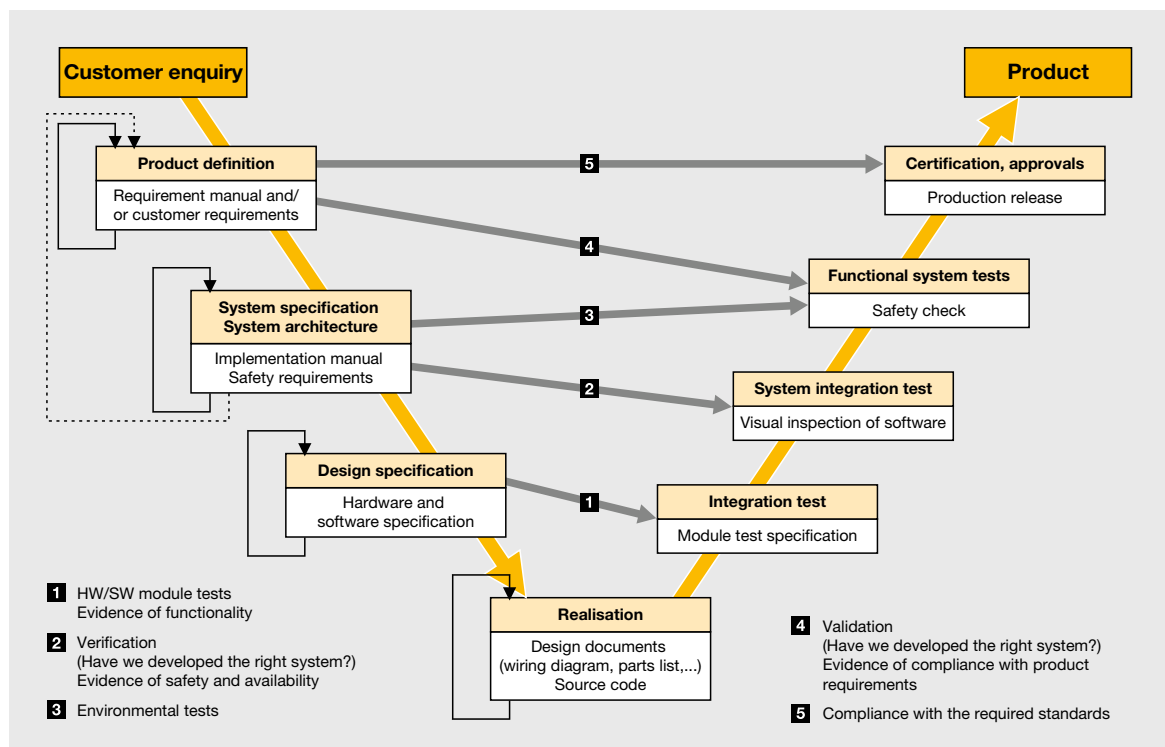 Customer enquiry
Product
Product definition
Requirement manual and/
or customer requirements
5
Certification, approvals
Production release
4
Functional system tests
Safety check
System specification
System architecture
Implementation manual
Safety requirements
3
2
System integration test
Visual inspection of software
Design specification
Hardware and
software specification
1
Integration test
Module test specification
Realisation
Design documents
(wiring diagram, parts list,...)
Source code
1 HW/SW module tests
Evidence of functionality
2 Verification
(Have we developed the right system?)
Evidence of safety and availability
3 Environmental tests
4 Validation
(Have we developed the right system?)
Evidence of compliance with product
requirements
5 Compliance with the required standards